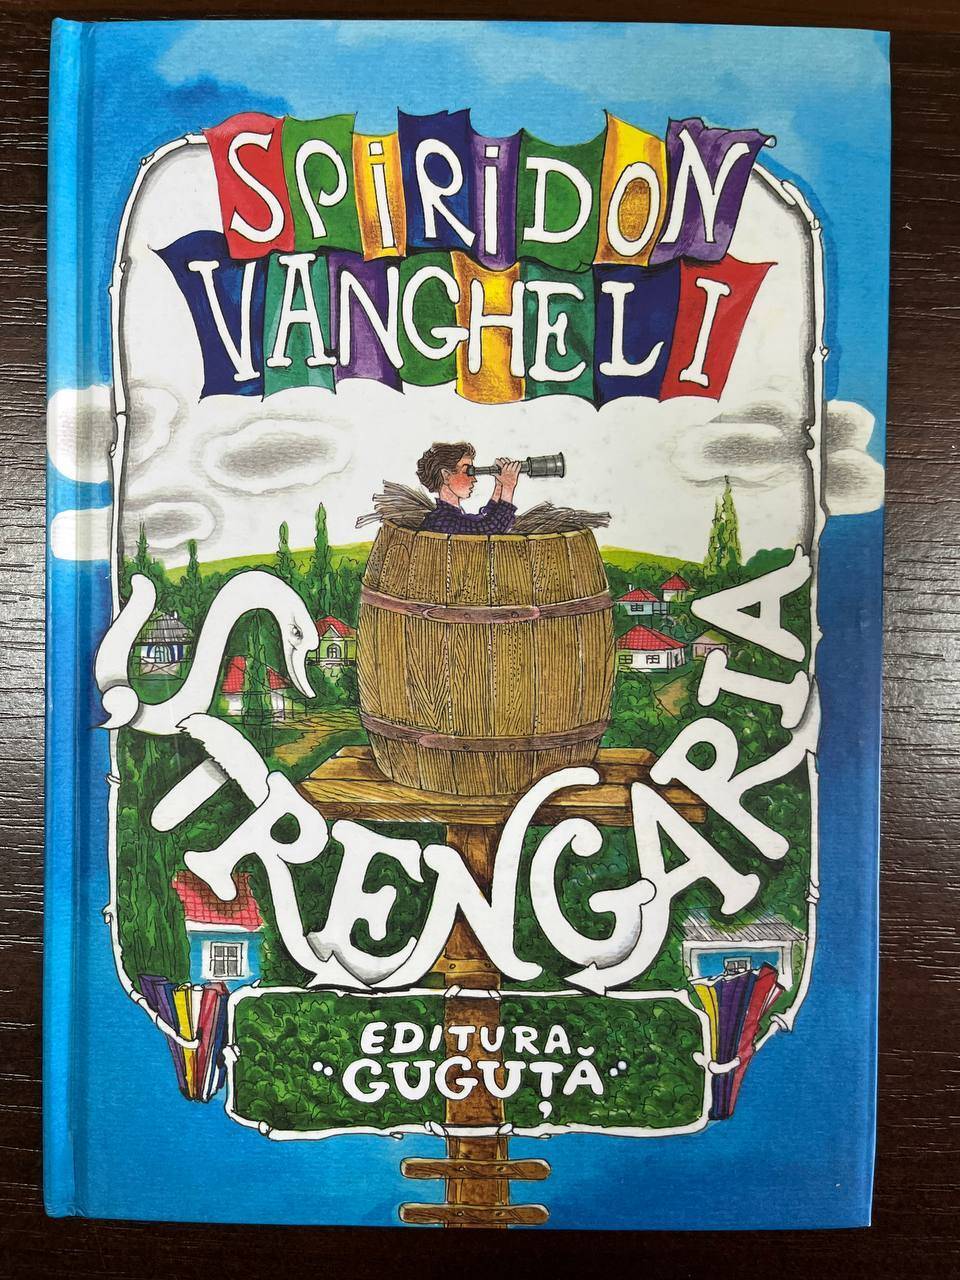 SPiRiDON
VANGHELI
ȘTRENGARIA
EDITURA
"GUGUȚĂ"